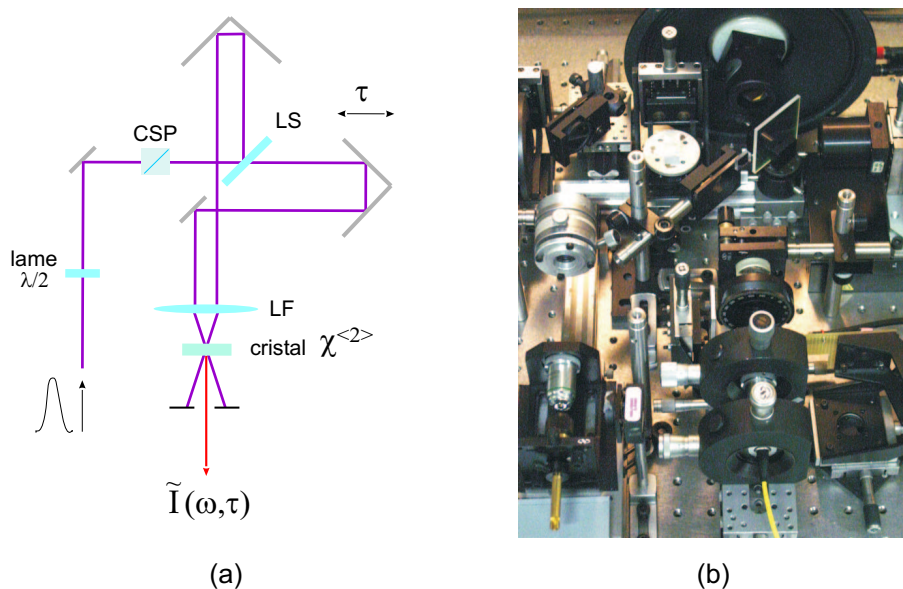 τ
LS
CSP
lame
λ/2
LF
cristal χ<2>
Ĩ(ω,τ)
(a)
(b)